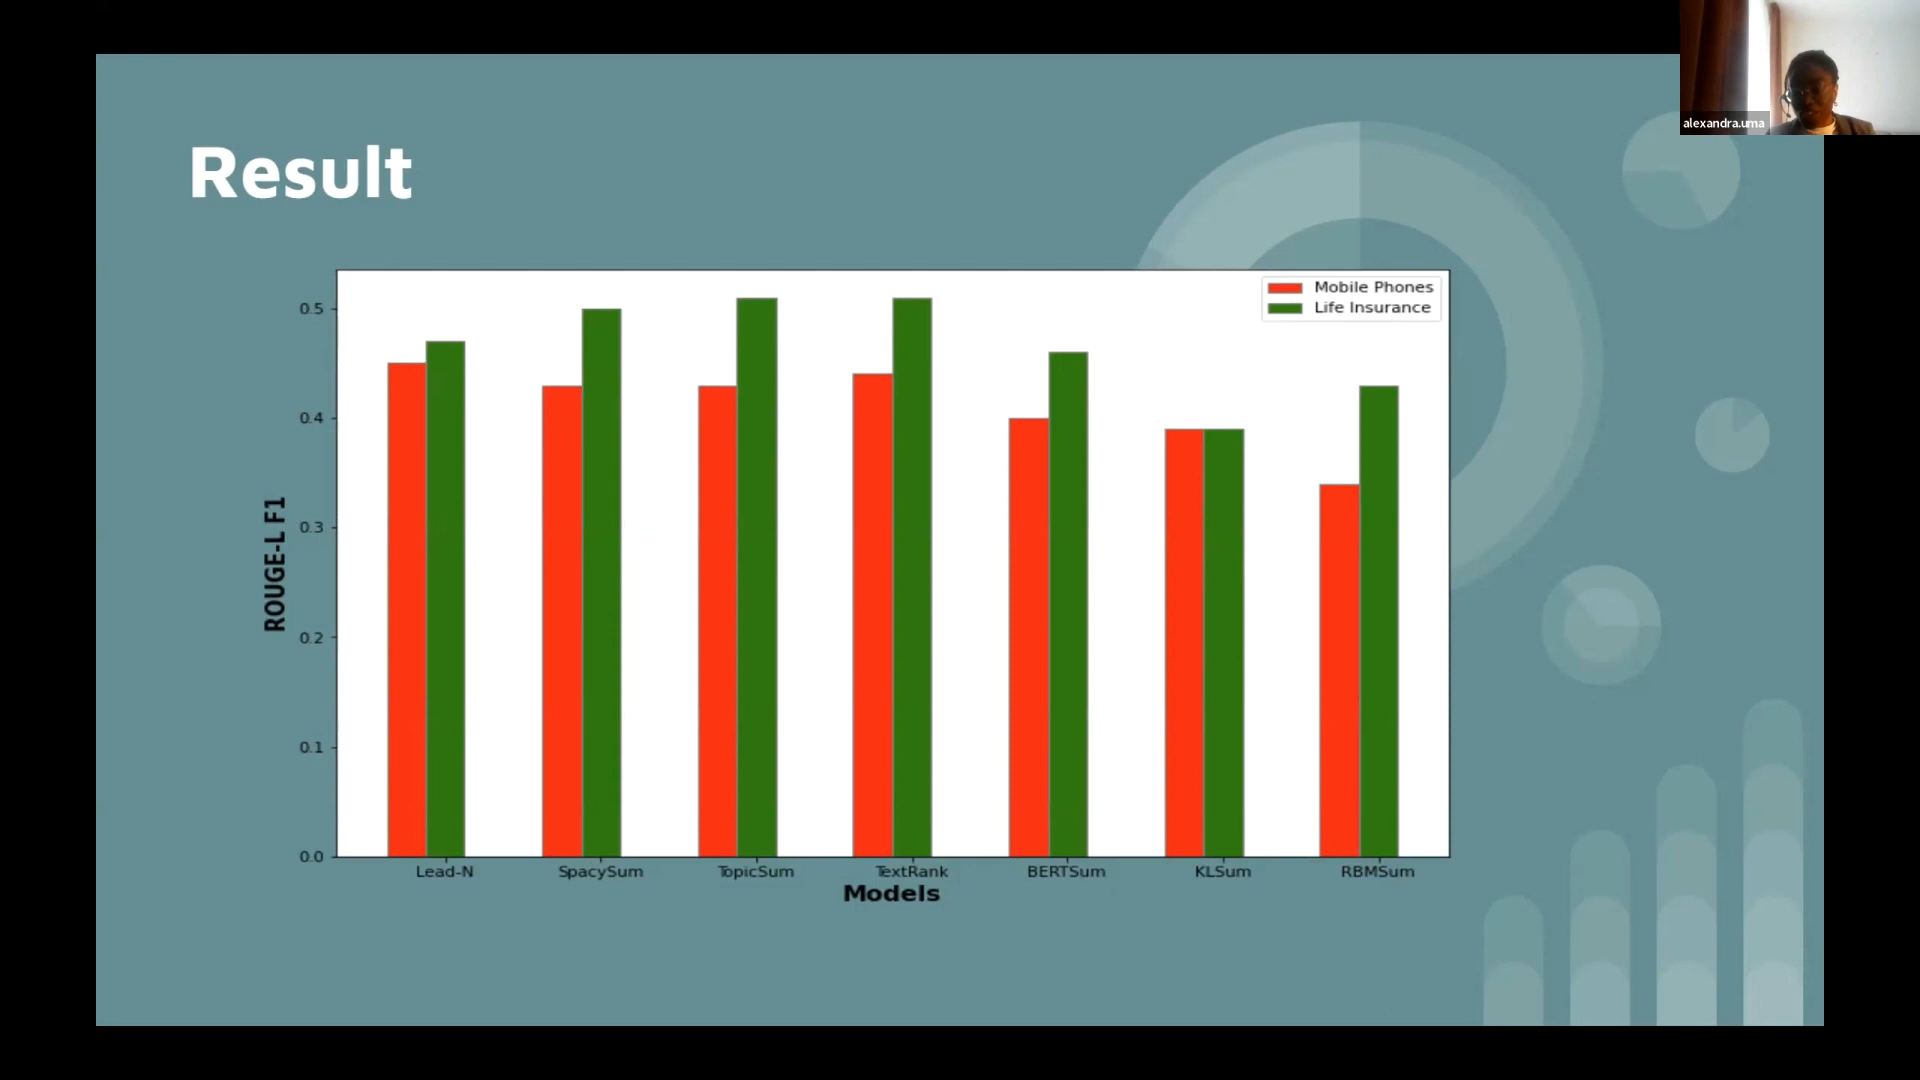 alexandra.uma
Result
Mobile Phones
Life Insurance
0.5
0.4
0.3
0.2
0.1
0.0
ROUGE-L F1
Lead-N SpacySum TopicSum TextRank BERTSum KLSum RBMSum
Models